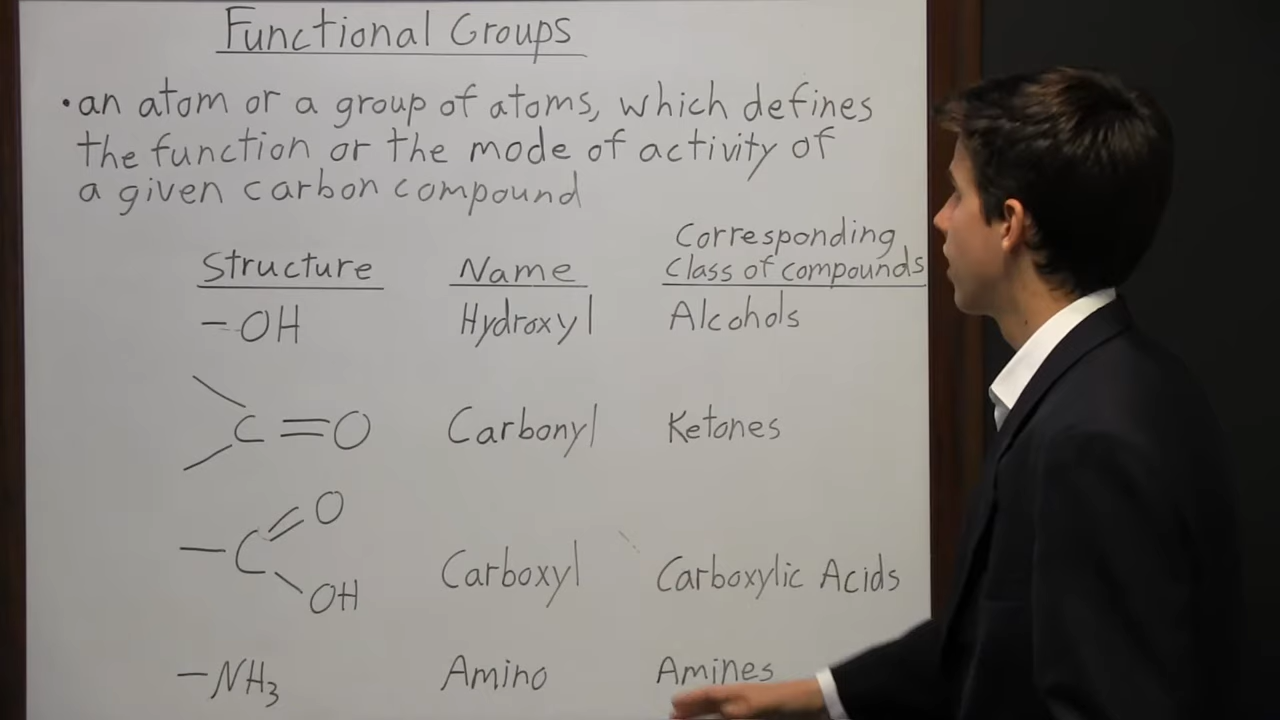 Functional Groups
• an atom or a group of atoms, which defines
the function or the mode of activity of
a given carbon compound
Structure Name Corresponding
Class of compounds
-OH Hydroxyl Alcohols
C=O Carbonyl Ketones
O
-C Carboxyl Carboxylic Acids
OH
-NH₃ Amino Amines